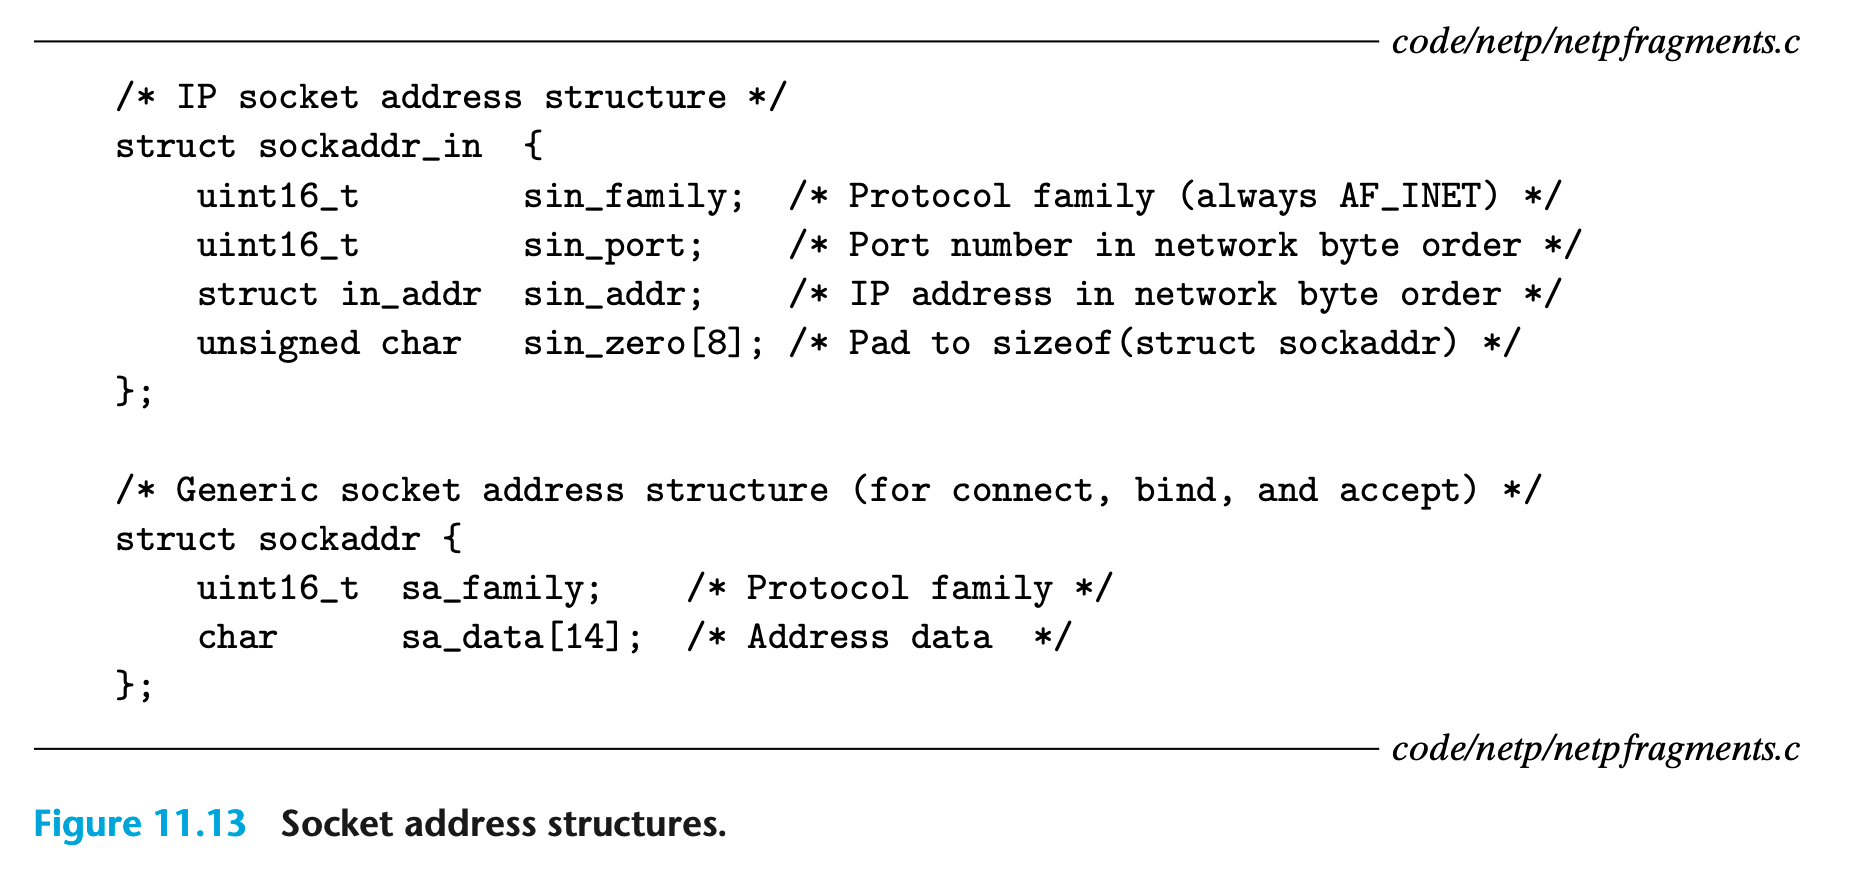 code/netp/netpfragments.c
/* IP socket address structure */
struct sockaddr_in  {
    uint16_t        sin_family;  /* Protocol family (always AF_INET) */
    uint16_t        sin_port;    /* Port number in network byte order */
    struct in_addr  sin_addr;    /* IP address in network byte order */
    unsigned char   sin_zero[8]; /* Pad to sizeof(struct sockaddr) */
};
/* Generic socket address structure (for connect, bind, and accept) */
struct sockaddr {
    uint16_t  sa_family;    /* Protocol family */
    char      sa_data[14];  /* Address data  */
};
code/netp/netpfragments.c
Figure 11.13 Socket address structures.